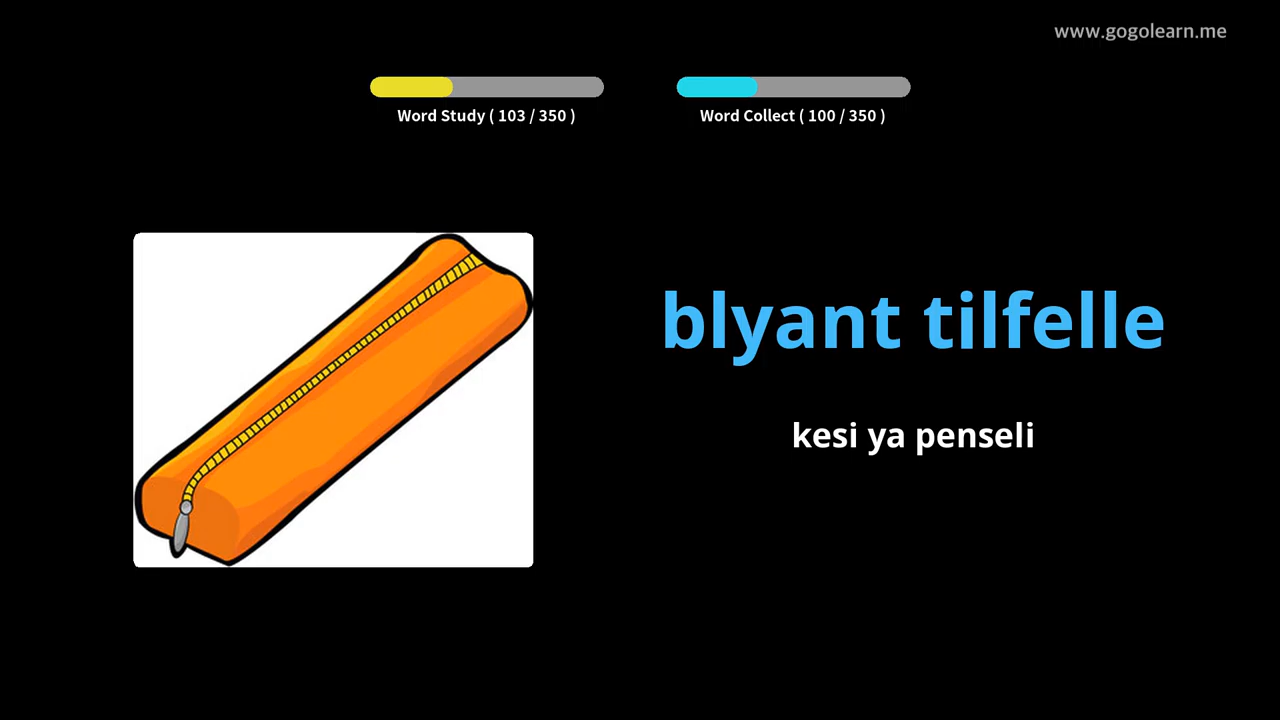 www.gogolearn.me
Word Study ( 103 / 350 )
Word Collect ( 100 / 350 )
blyant tilfelle
kesi ya penseli